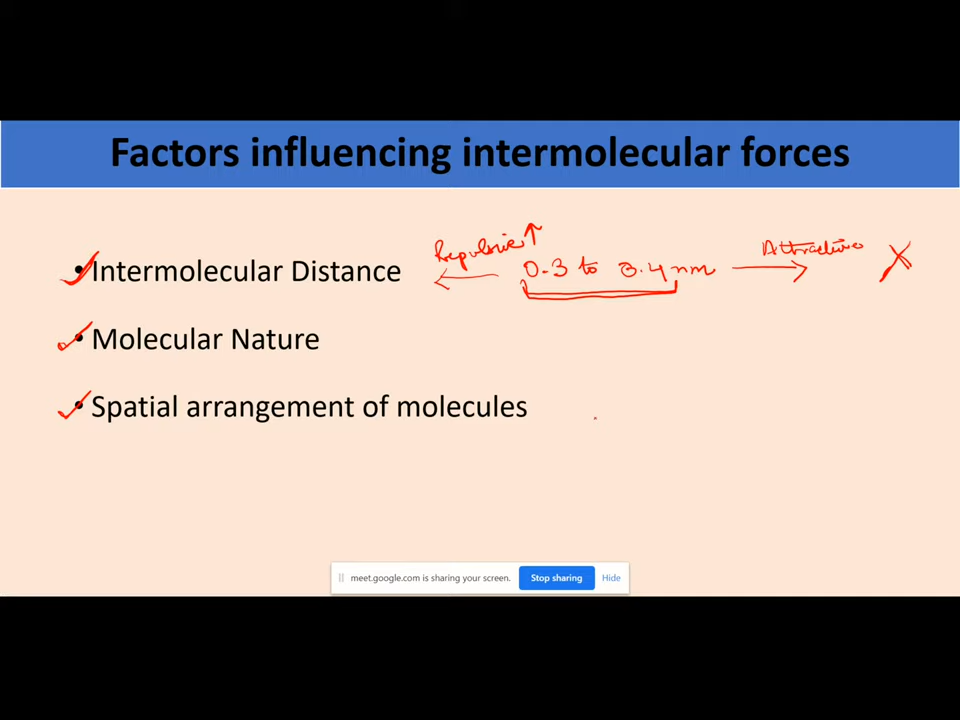 Factors influencing intermolecular forces
Repulsive ↑
Attractive
• Intermolecular Distance ← 0.3 to 3.4 nm → X
• Molecular Nature
• Spatial arrangement of molecules
meet.google.com is sharing your screen. Stop sharing Hide